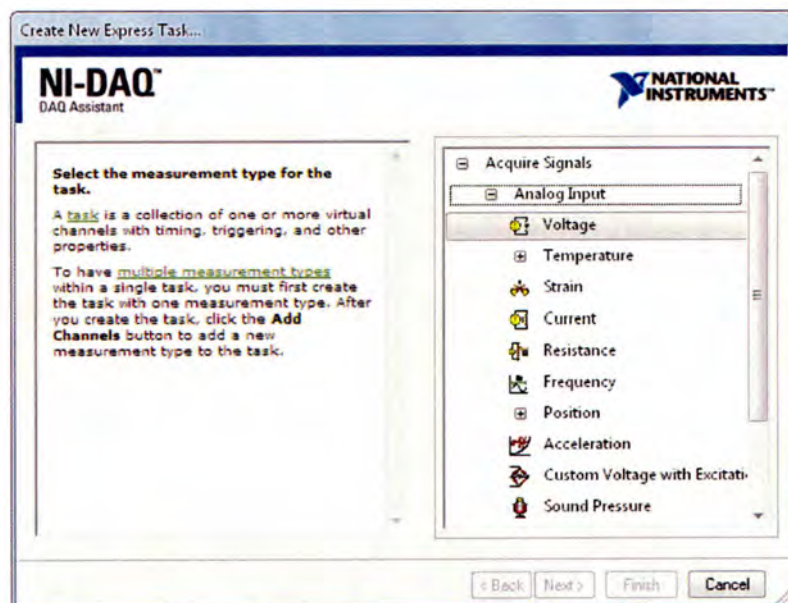 Create New Express Task...
NI-DAQ™
DAQ Assistant
NATIONAL
INSTRUMENTS™
Select the measurement type for the
task.
A task is a collection of one or more virtual
channels with timing, triggering, and other
properties.
To have multiple measurement types
within a single task, you must first create
the task with one measurement type. After
you create the task, click the Add
Channels button to add a new
measurement type to the task.
Acquire Signals
Analog Input
Voltage
Temperature
Strain
Current
Resistance
Frequency
Position
Acceleration
Custom Voltage with Excitati
Sound Pressure
< Back Next > Finish Cancel